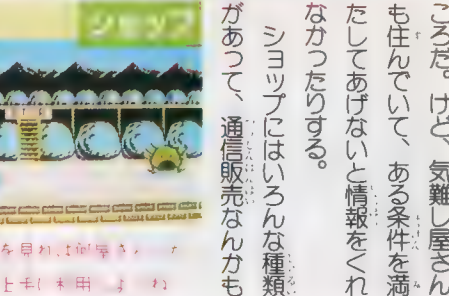 ころだ。けど、気難し屋さん
も住んでいて、ある条件を満
たしてあげないと情報をくれ
なかったりする。
ショップにはいろんな種類
があって、通信販売なんかも
ショップ